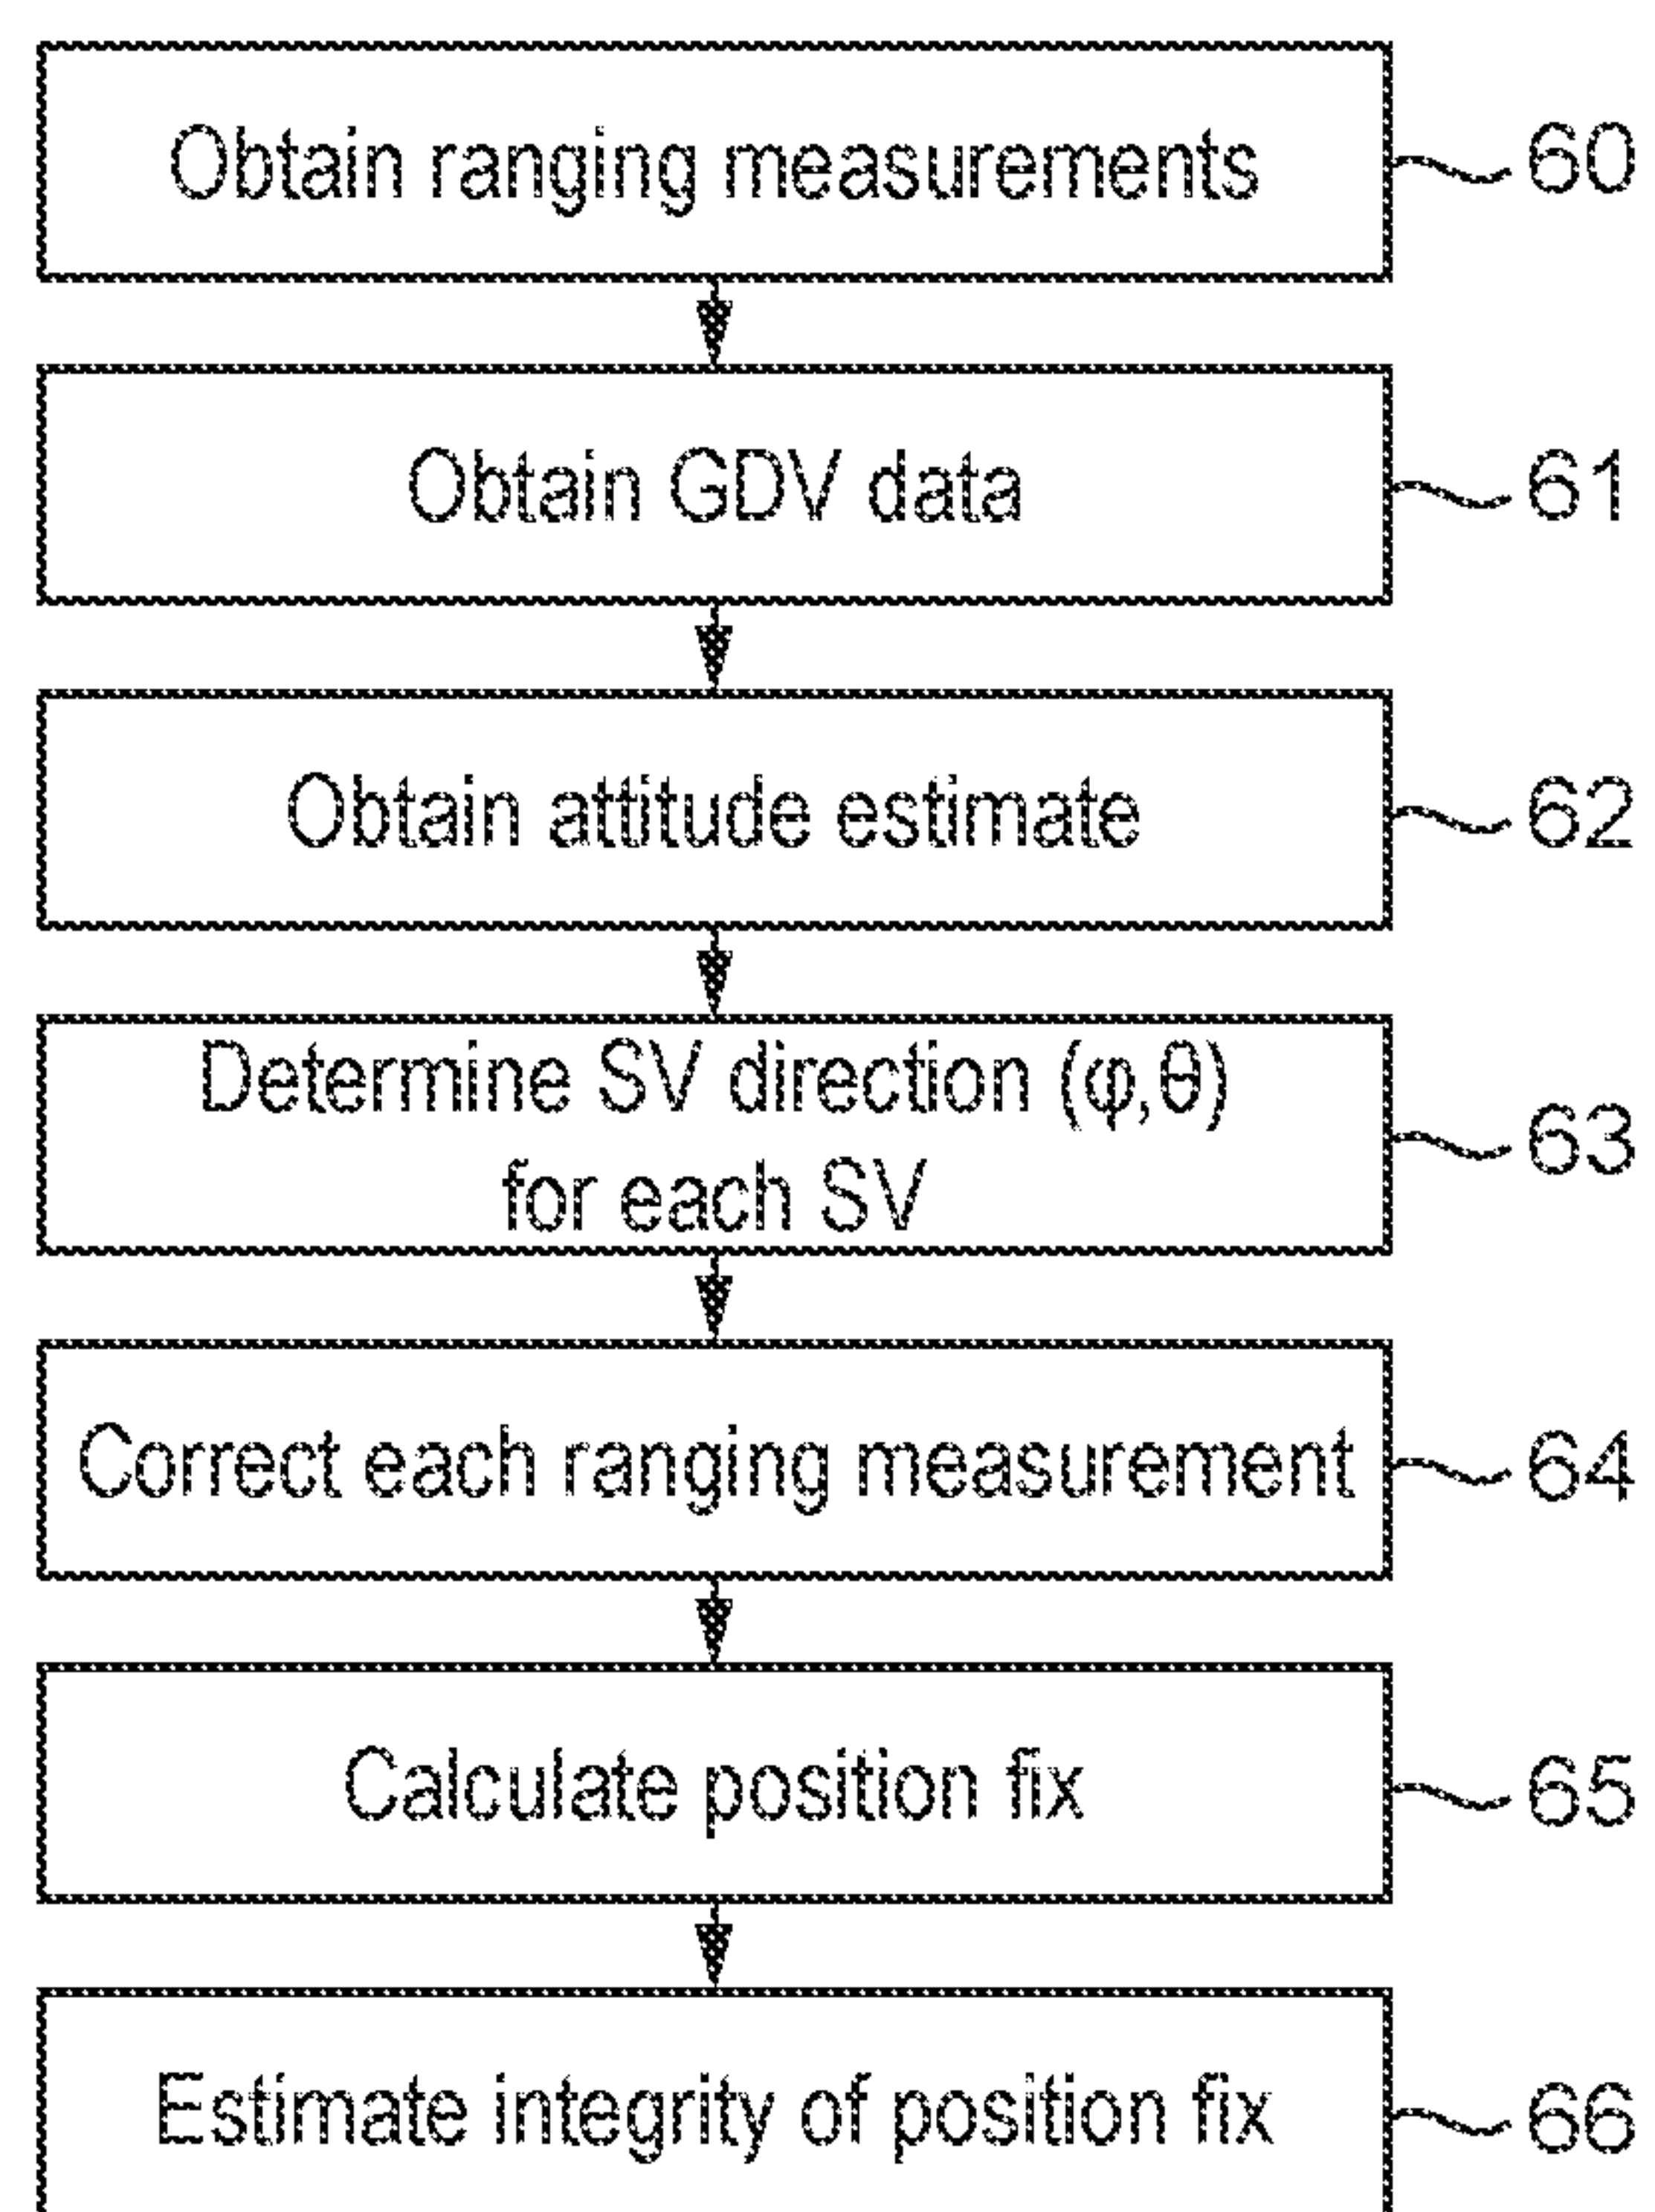 Obtain ranging measurements 60
Obtain GDV data 61
Obtain attitude estimate 62
Determine SV direction (φ,θ)
for each SV 63
Correct each ranging measurement 64
Calculate position fix 65
Estimate integrity of position fix 66